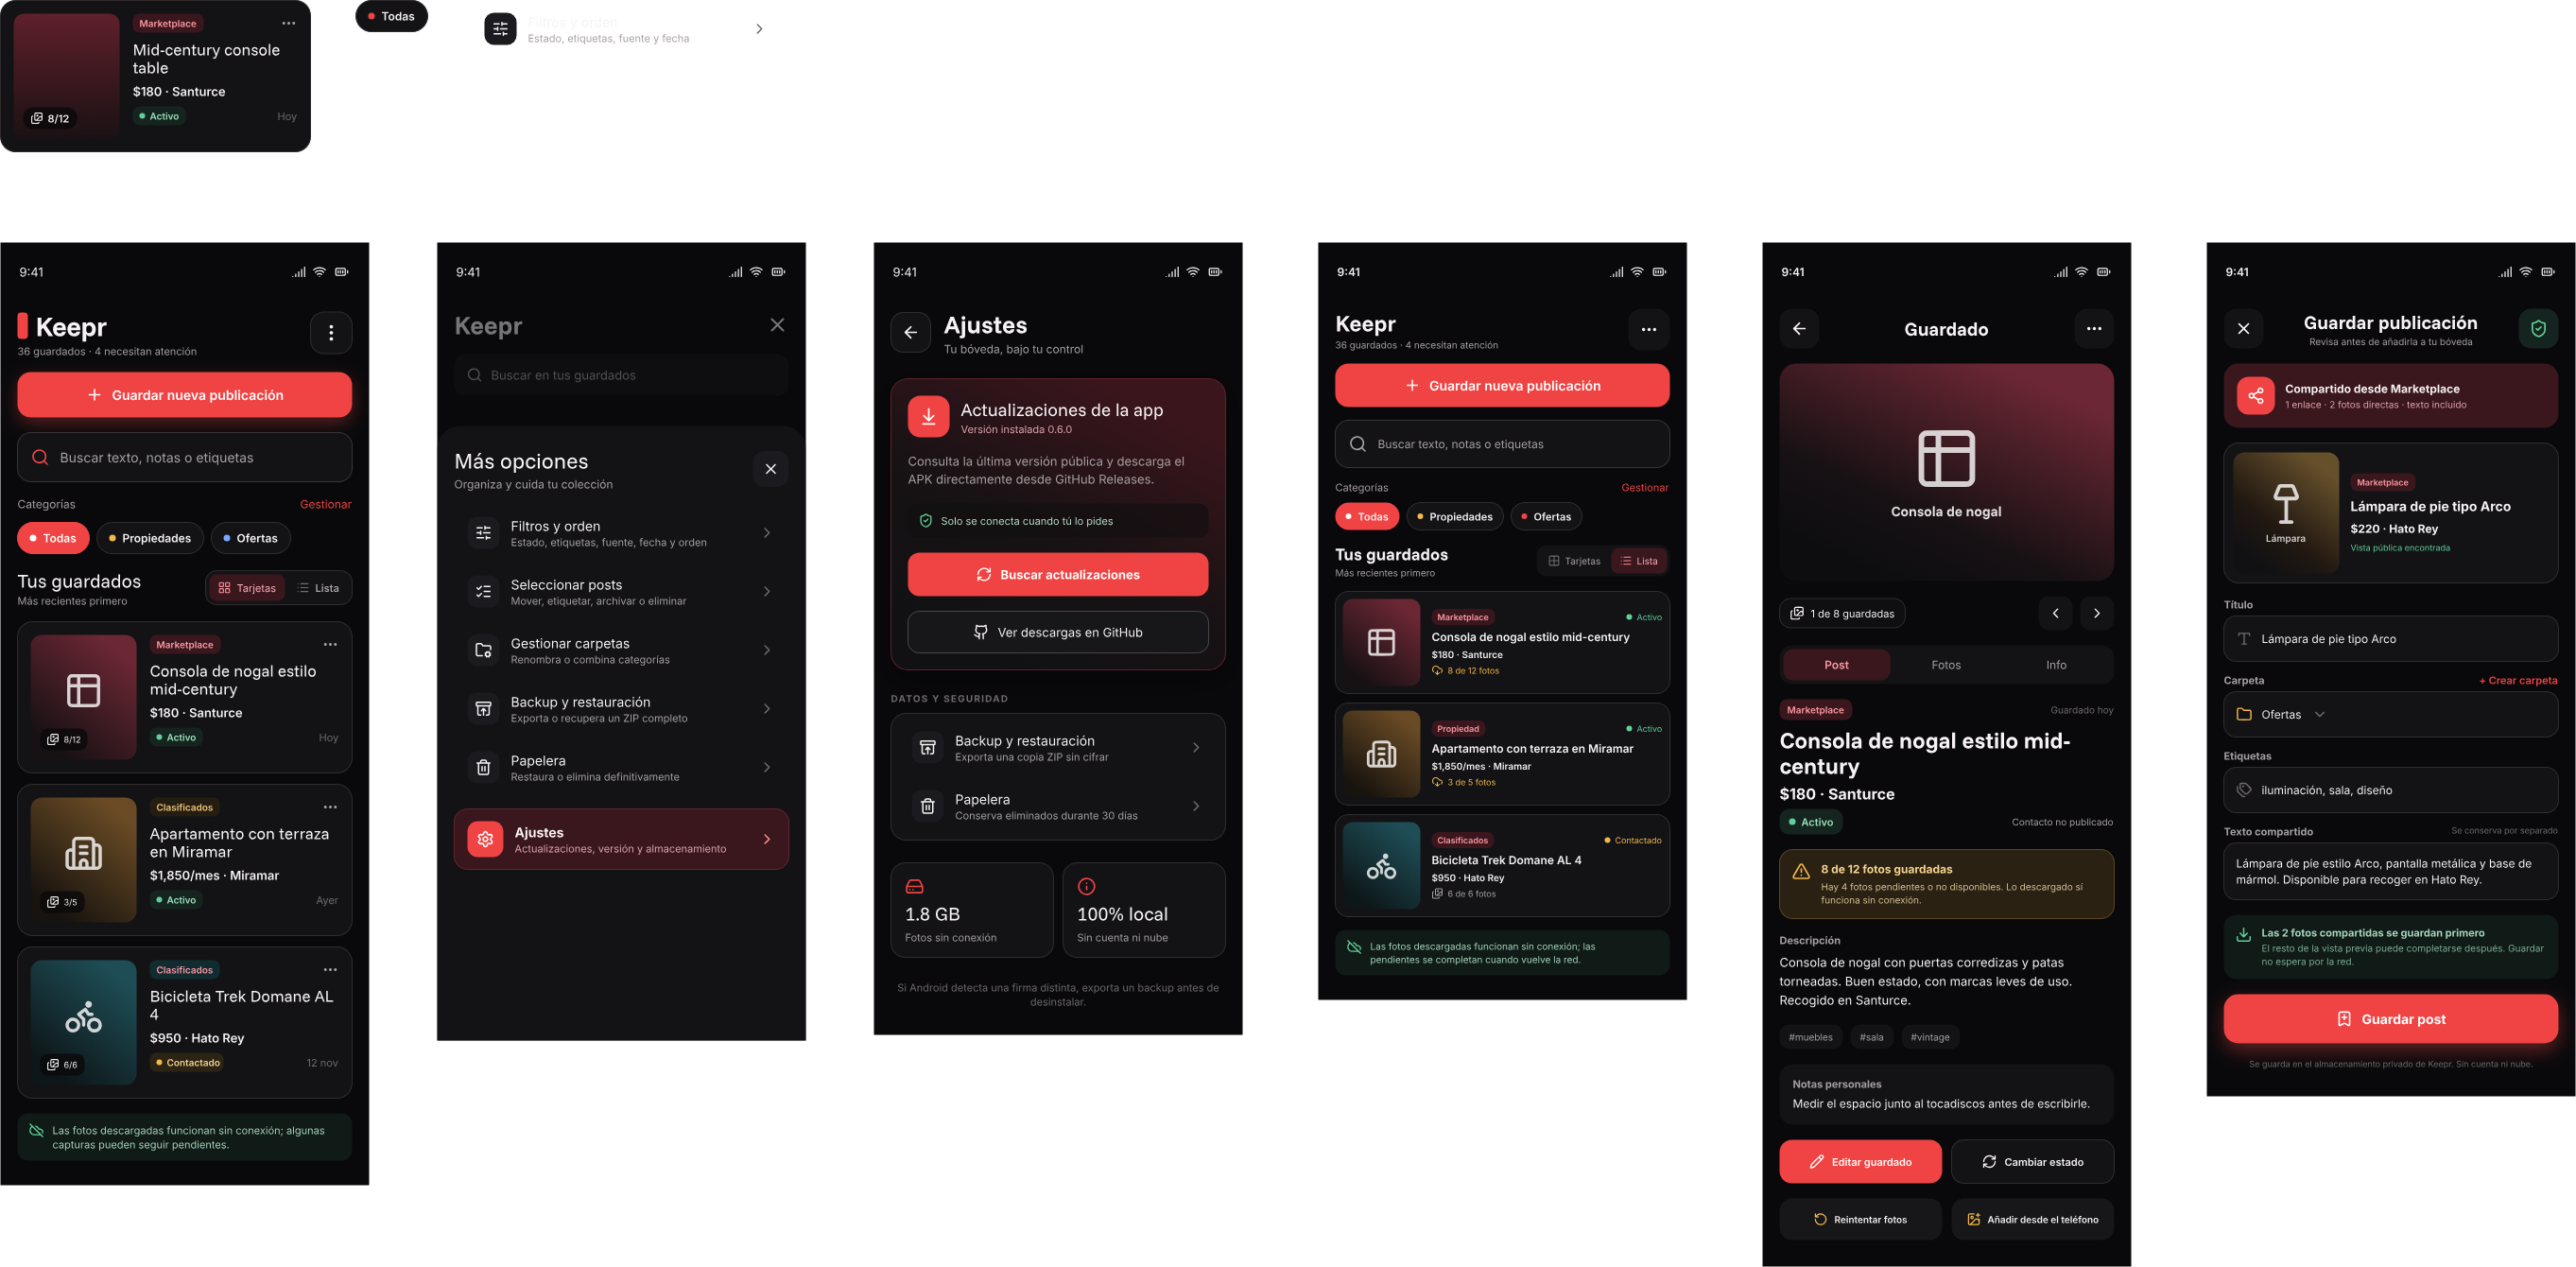 Marketplace
Mid-century console
table
$180 · Santurce
8/12
Activo
Hoy
Todas
Filtros y orden
Estado, etiquetas, fuente y fecha
9:41
Keepr
36 guardados · 4 necesitan atención
Guardar nueva publicación
Buscar texto, notas o etiquetas
Categorías
Gestionar
Todas
Propiedades
Ofertas
Tus guardados
Más recientes primero
Tarjetas
Lista
Marketplace
Consola de nogal estilo
mid-century
$180 · Santurce
8/12
Activo
Hoy
Clasificados
Apartamento con terraza
en Miramar
$1,850/mes · Miramar
3/5
Activo
Ayer
Clasificados
Bicicleta Trek Domane AL
4
$950 · Hato Rey
6/6
Contactado
12 nov
Las fotos descargadas funcionan sin conexión; algunas
capturas pueden seguir pendientes.
9:41
Keepr
Buscar en tus guardados
Más opciones
Organiza y cuida tu colección
Filtros y orden
Estado, etiquetas, fuente, fecha y orden
Seleccionar posts
Mover, etiquetar, archivar o eliminar
Gestionar carpetas
Renombra o combina categorías
Backup y restauración
Exporta o recupera un ZIP completo
Papelera
Restaura o elimina definitivamente
Ajustes
Actualizaciones, versión y almacenamiento
9:41
Ajustes
Tu bóveda, bajo tu control
Actualizaciones de la app
Versión instalada 0.6.0
Consulta la última versión pública y descarga el
APK directamente desde GitHub Releases.
Solo se conecta cuando tú lo pides
Buscar actualizaciones
Ver descargas en GitHub
DATOS Y SEGURIDAD
Backup y restauración
Exporta una copia ZIP sin cifrar
Papelera
Conserva eliminados durante 30 días
1.8 GB
Fotos sin conexión
100% local
Sin cuenta ni nube
Si Android detecta una firma distinta, exporta un backup antes de
desinstalar.
9:41
Keepr
36 guardados · 4 necesitan atención
Guardar nueva publicación
Buscar texto, notas o etiquetas
Categorías
Gestionar
Todas
Propiedades
Ofertas
Tus guardados
Más recientes primero
Tarjetas
Lista
Marketplace
Activo
Consola de nogal estilo mid-century
$180 · Santurce
8 de 12 fotos
Propiedad
Activo
Apartamento con terraza en Miramar
$1,850/mes · Miramar
3 de 5 fotos
Clasificados
Contactado
Bicicleta Trek Domane AL 4
$950 · Hato Rey
6 de 6 fotos
Las fotos descargadas funcionan sin conexión; las
pendientes se completan cuando vuelve la red.
9:41
Guardado
Consola de nogal
1 de 8 guardadas
Post
Fotos
Info
Marketplace
Guardado hoy
Consola de nogal estilo mid-
century
$180 · Santurce
Activo
Contacto no publicado
8 de 12 fotos guardadas
Hay 4 fotos pendientes o no disponibles. Lo descargado sí
funciona sin conexión.
Descripción
Consola de nogal con puertas corredizas y patas
torneadas. Buen estado, con marcas leves de uso.
Recogido en Santurce.
#muebles
#sala
#vintage
Notas personales
Medir el espacio junto al tocadiscos antes de escribirle.
Editar guardado
Cambiar estado
Reintentar fotos
Añadir desde el teléfono
9:41
Guardar publicación
Revisa antes de añadirla a tu bóveda
Compartido desde Marketplace
1 enlace · 2 fotos directas · texto incluido
Lámpara
Marketplace
Lámpara de pie tipo Arco
$220 · Hato Rey
Vista pública encontrada
Título
Lámpara de pie tipo Arco
Carpeta
+ Crear carpeta
Ofertas
Etiquetas
iluminación, sala, diseño
Texto compartido
Se conserva por separado
Lámpara de pie estilo Arco, pantalla metálica y base de
mármol. Disponible para recoger en Hato Rey.
Las 2 fotos compartidas se guardan primero
El resto de la vista previa puede completarse después. Guardar
no espera por la red.
Guardar post
Se guarda en el almacenamiento privado de Keepr. Sin cuenta ni nube.